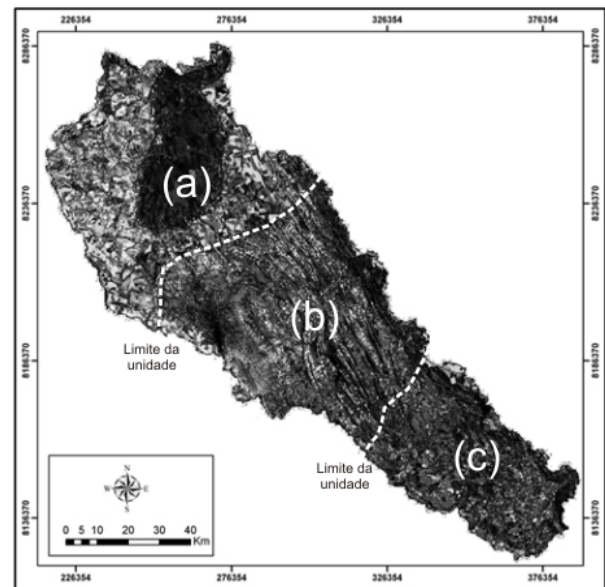 226354 276354 326354 376354
8286370 8286370
8236370 8236370
8186370 8186370
8136370 8136370
(a)
(b)
(c)
Limite da
unidade
Limite da
unidade
N
W E
S
0 5 10 20 30 40
Km
226354 276354 326354 376354